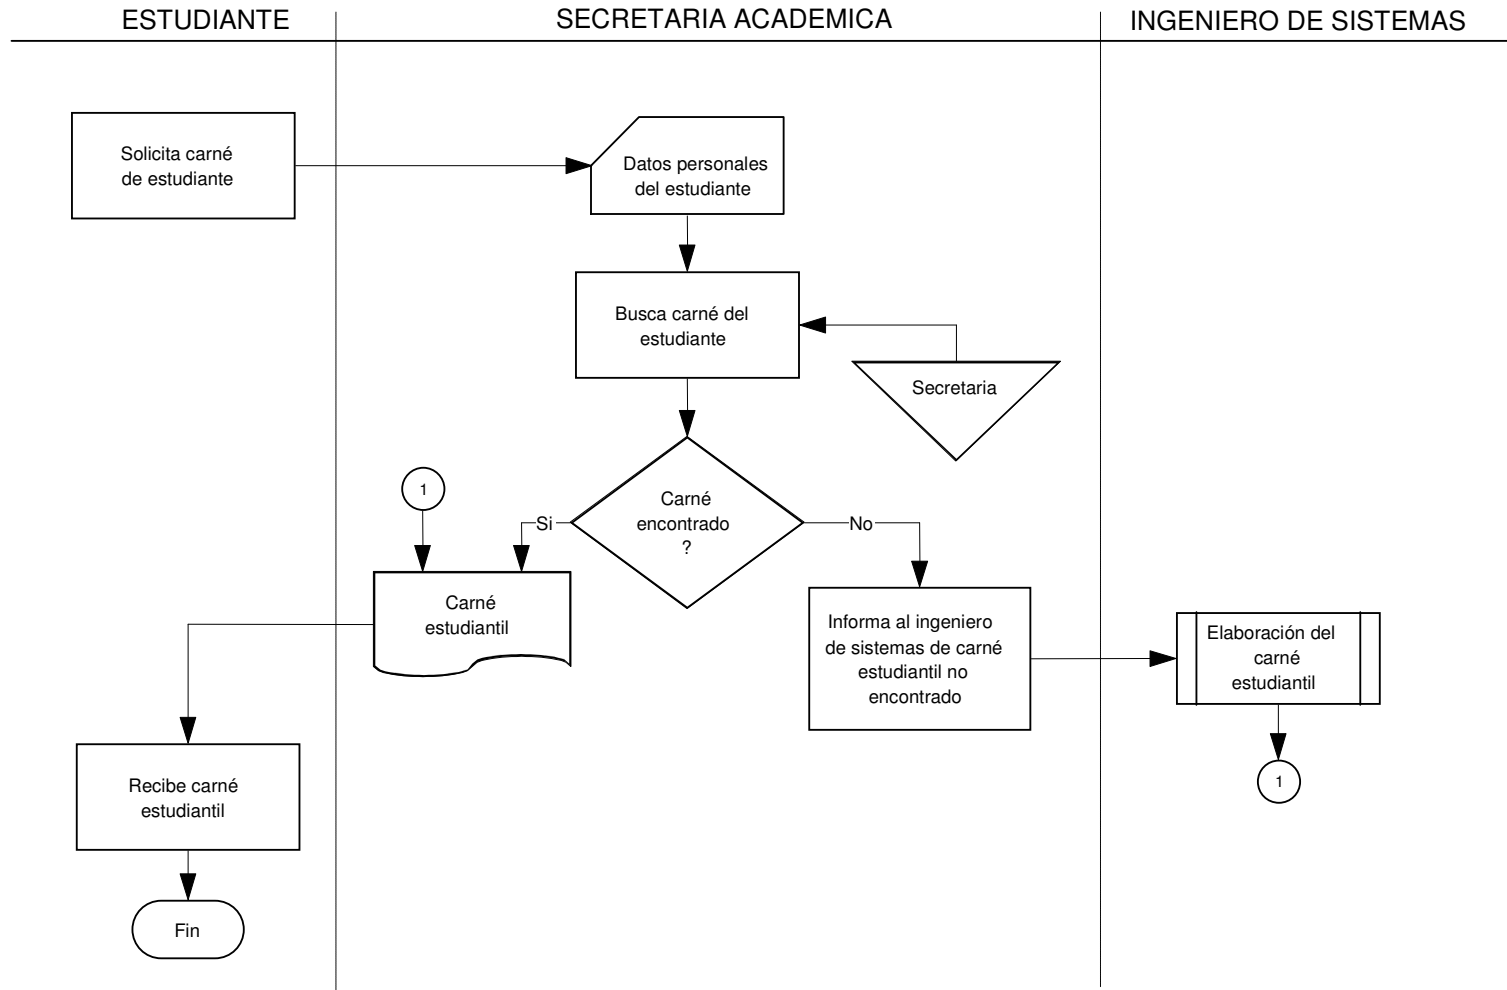 ESTUDIANTE
SECRETARIA ACADEMICA
INGENIERO DE SISTEMAS
Solicita carné
de estudiante
Datos personales
del estudiante
Busca carné del
estudiante
Secretaria
Carné
encontrado
?
Si
No
1
Carné
estudiantil
Informa al ingeniero
de sistemas de carné
estudiantil no
encontrado
Elaboración del
carné
estudiantil
1
Recibe carné
estudiantil
Fin